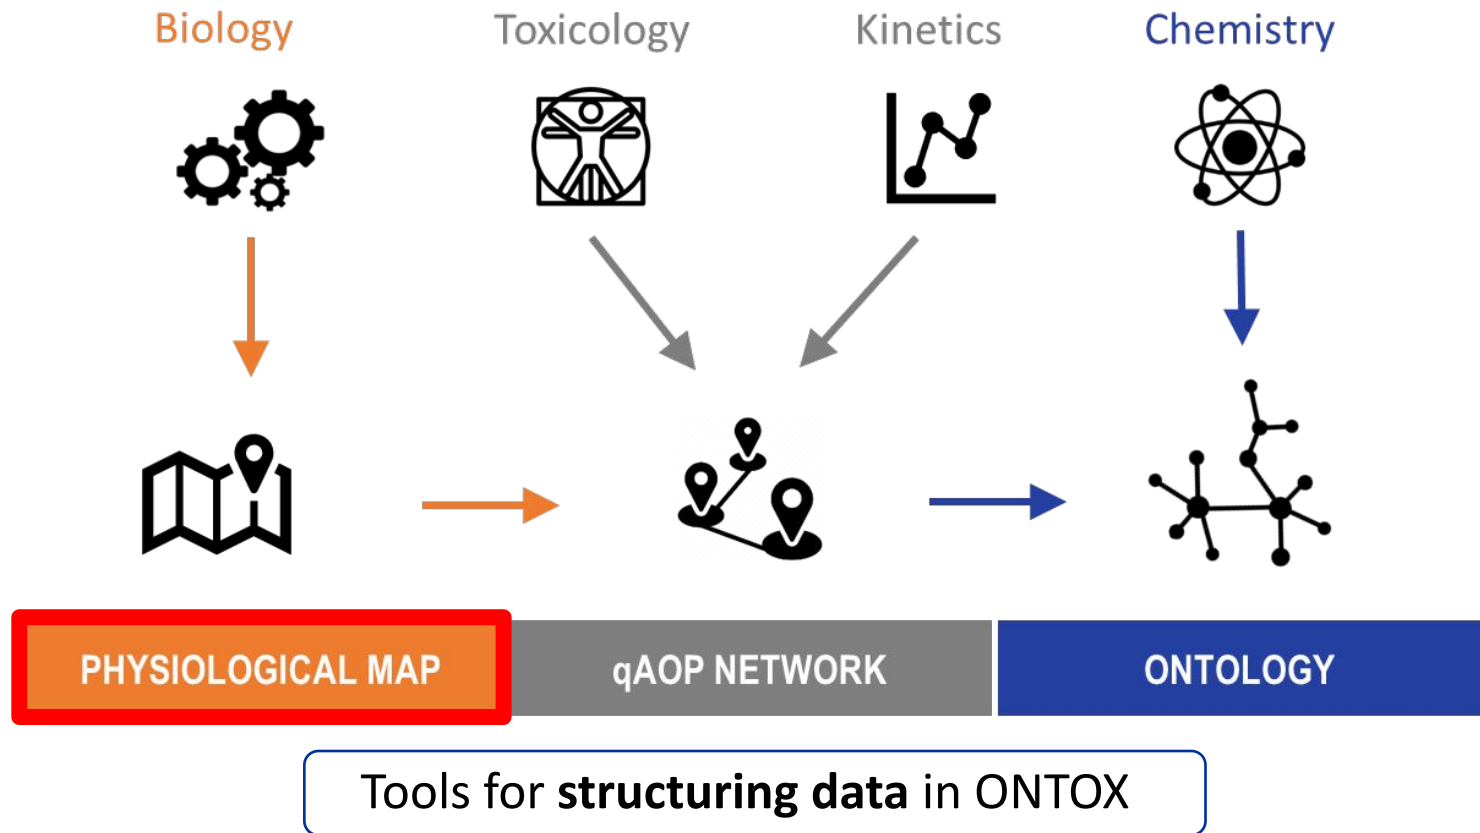 Biology
Toxicology
Kinetics
Chemistry
PHYSIOLOGICAL MAP
qAOP NETWORK
ONTOLOGY
Tools for structuring data in ONTOX